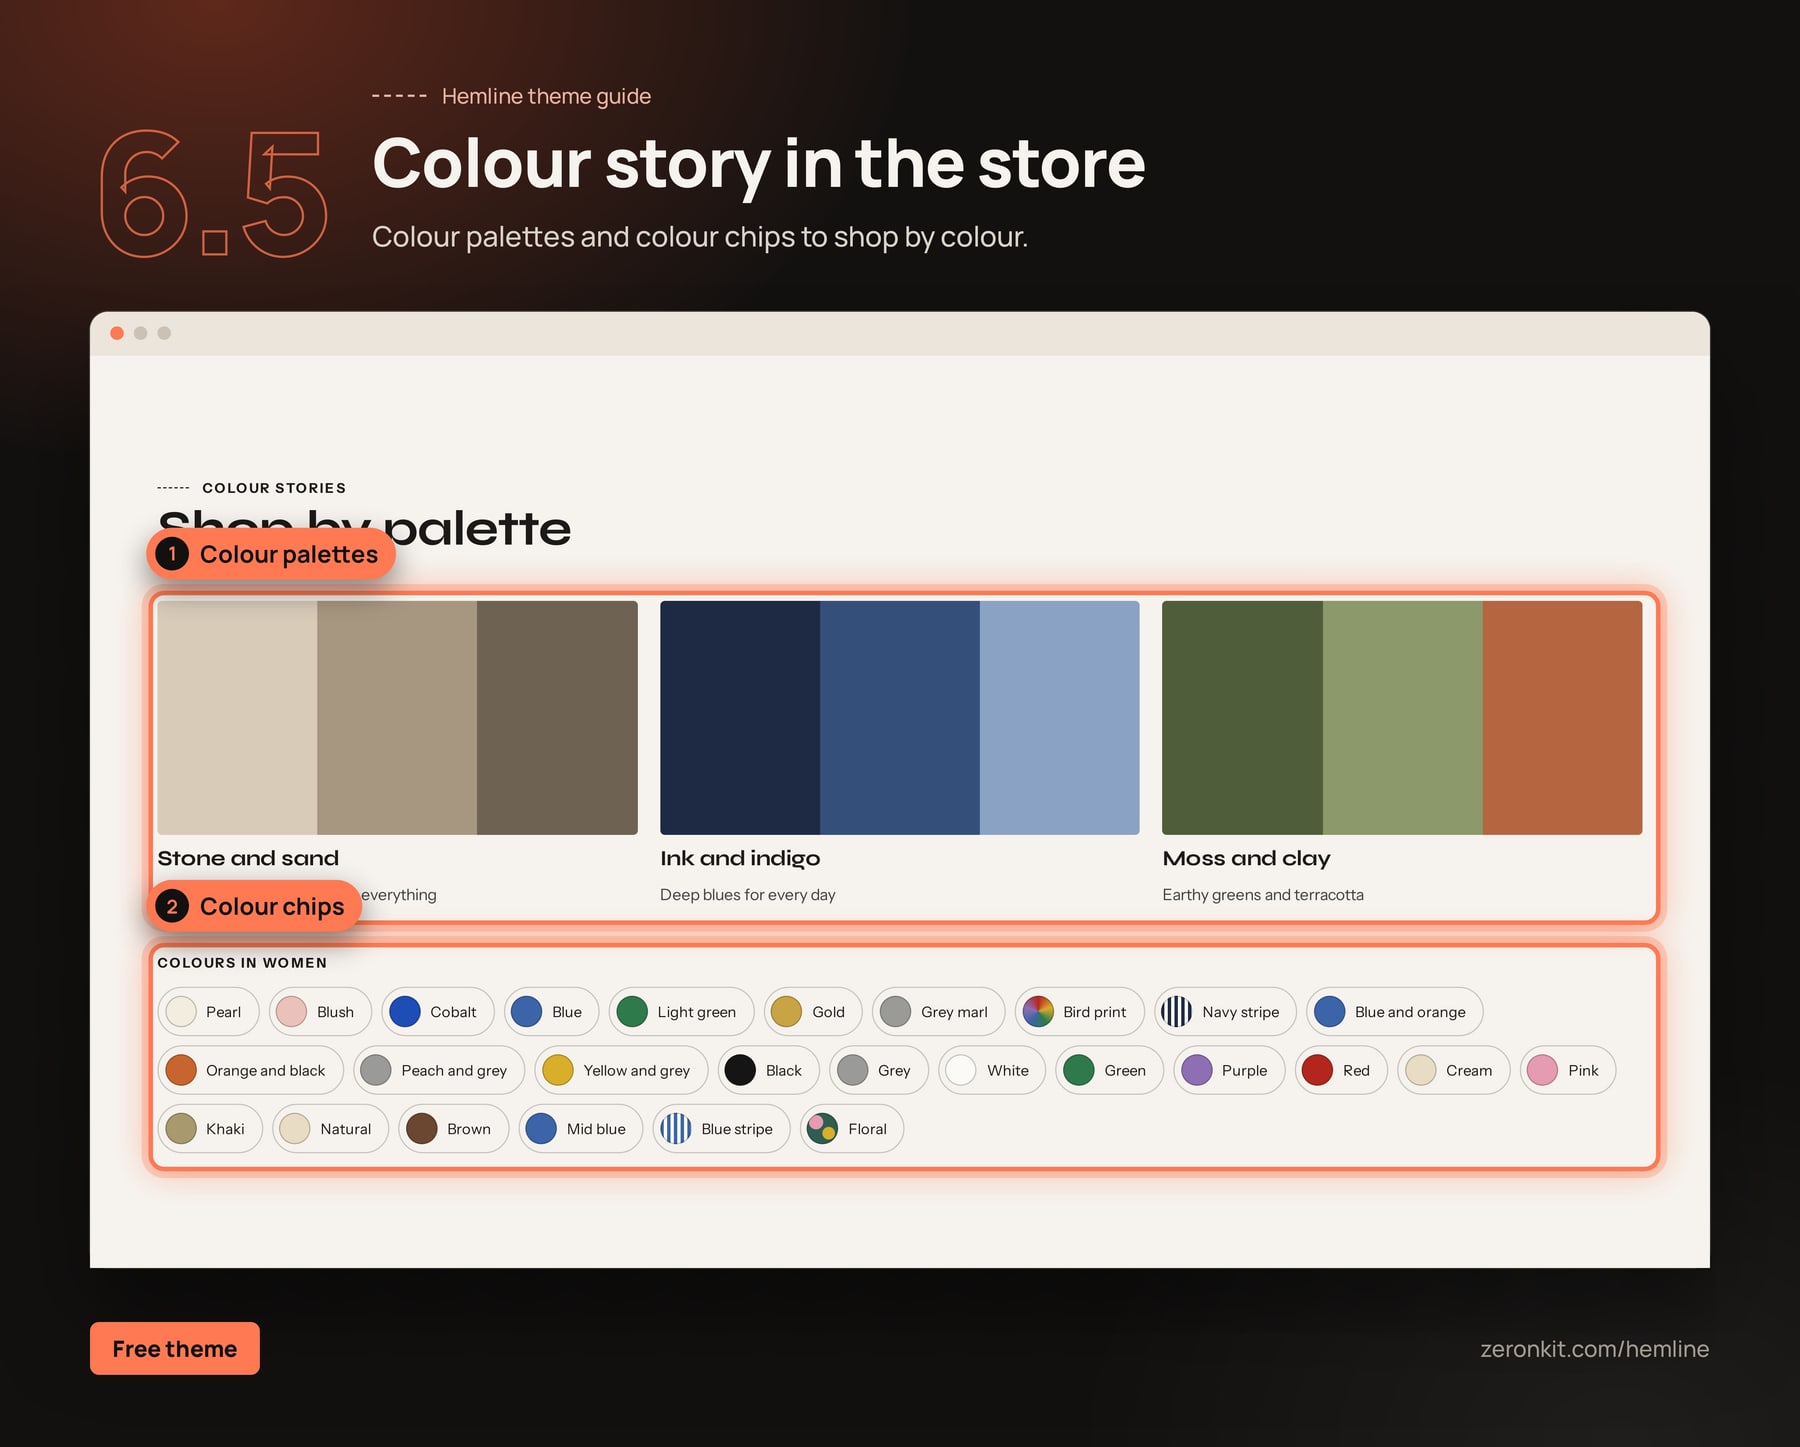 Hemline theme guide
6.5
Colour story in the store
Colour palettes and colour chips to shop by colour.
COLOUR STORIES
Shop by palette
1 Colour palettes
Stone and sand
Ink and indigo
Moss and clay
everything
Deep blues for every day
Earthy greens and terracotta
2 Colour chips
COLOURS IN WOMEN
Pearl Blush Cobalt Blue Light green Gold Grey marl Bird print Navy stripe Blue and orange
Orange and black Peach and grey Yellow and grey Black Grey White Green Purple Red Cream Pink
Khaki Natural Brown Mid blue Blue stripe Floral
Free theme
zeronkit.com/hemline